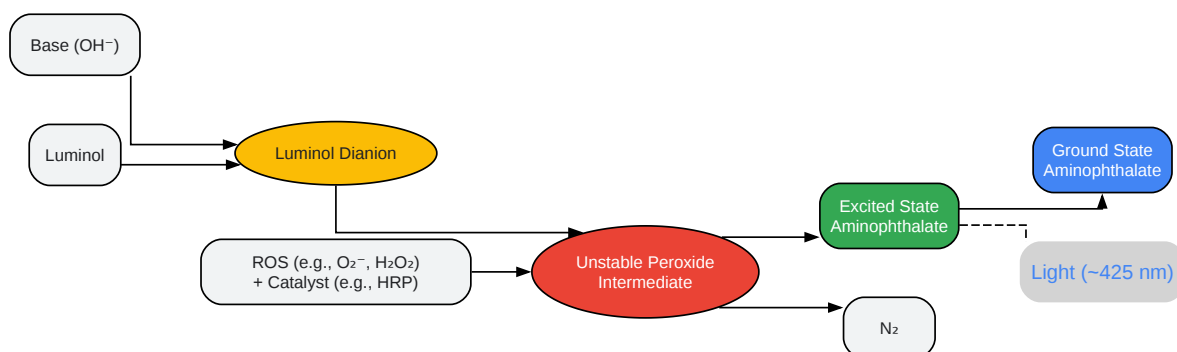 Base (OH⁻)
Luminol
Luminol Dianion
ROS (e.g., O₂⁻, H₂O₂)
+ Catalyst (e.g., HRP)
Unstable Peroxide
Intermediate
Excited State
Aminophthalate
Ground State
Aminophthalate
Light (~425 nm)
N₂